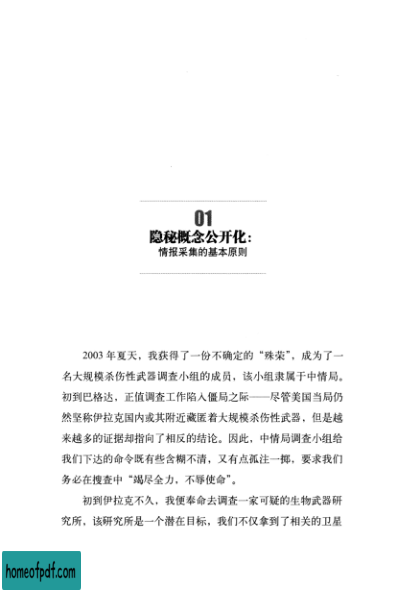 01
隐秘概念公开化：
情报采集的基本原则
2003 年夏天，我获得了一份不确定的“殊荣”，成为了一
名大规模杀伤性武器调查小组的成员，该小组隶属于中情局。
初到巴格达，正值调查工作陷入僵局之际——尽管美国当局仍
然坚称伊拉克国内或其附近藏匿着大规模杀伤性武器，但是越
来越多的证据却指向了相反的结论。因此，中情局调查小组给
我们下达的命令既有些含糊不清，又有点孤注一掷，要求我们
务必在搜查中“竭尽全力，不辱使命”。
初到伊拉克不久，我便奉命去调查一家可疑的生物武器研
究所，该研究所是一个潜在目标，我们不仅拿到了相关的卫星
homeofpdf.com